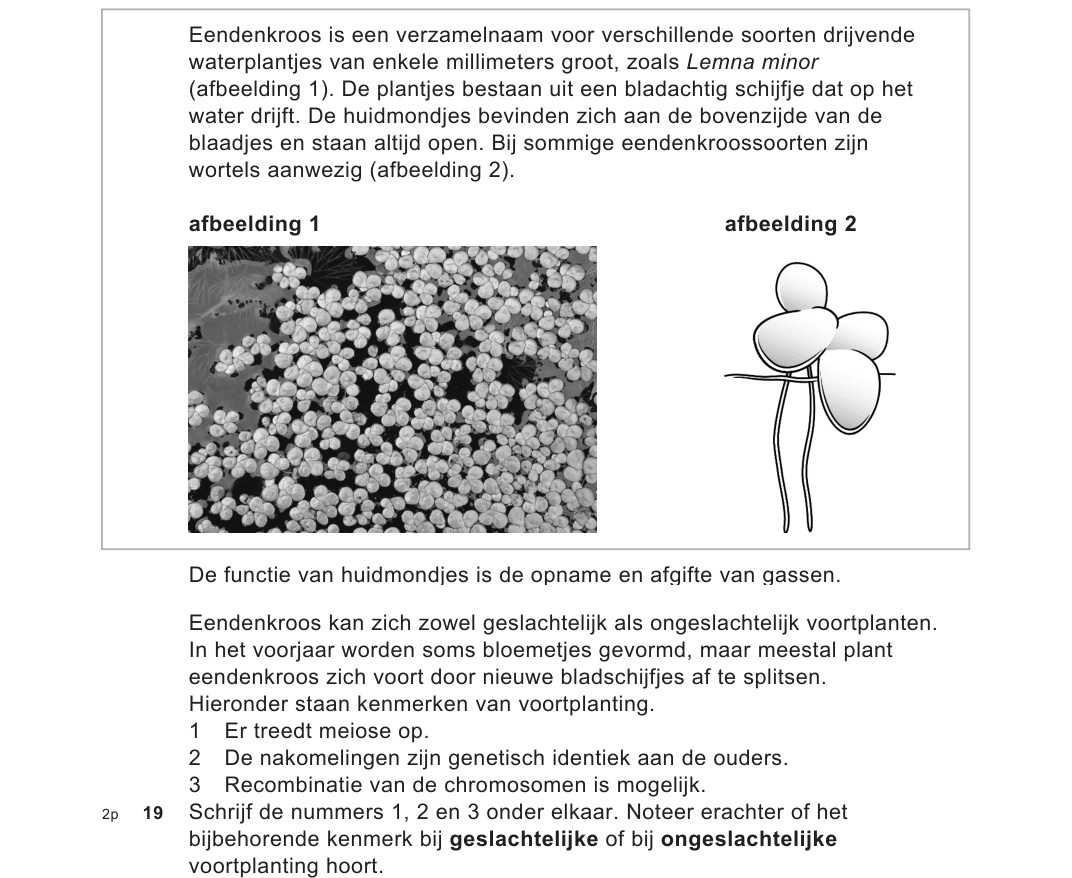 Eendenkroos is een verzamelnaam voor verschillende soorten drijvende
waterplantjes van enkele millimeters groot, zoals Lemna minor
(afbeelding 1). De plantjes bestaan uit een bladachtig schijfje dat op het
water drijft. De huidmondjes bevinden zich aan de bovenzijde van de
blaadjes en staan altijd open. Bij sommige eendenkroossoorten zijn
wortels aanwezig (afbeelding 2).
afbeelding 1 afbeelding 2
De functie van huidmondjes is de opname en afgifte van gassen.
Eendenkroos kan zich zowel geslachtelijk als ongeslachtelijk voortplanten.
In het voorjaar worden soms bloemetjes gevormd, maar meestal plant
eendenkroos zich voort door nieuwe bladschijfjes af te splitsen.
Hieronder staan kenmerken van voortplanting.
1 Er treedt meiose op.
2 De nakomelingen zijn genetisch identiek aan de ouders.
3 Recombinatie van de chromosomen is mogelijk.
2p 19 Schrijf de nummers 1, 2 en 3 onder elkaar. Noteer erachter of het
bijbehorende kenmerk bij geslachtelijke of bij ongeslachtelijke
voortplanting hoort.